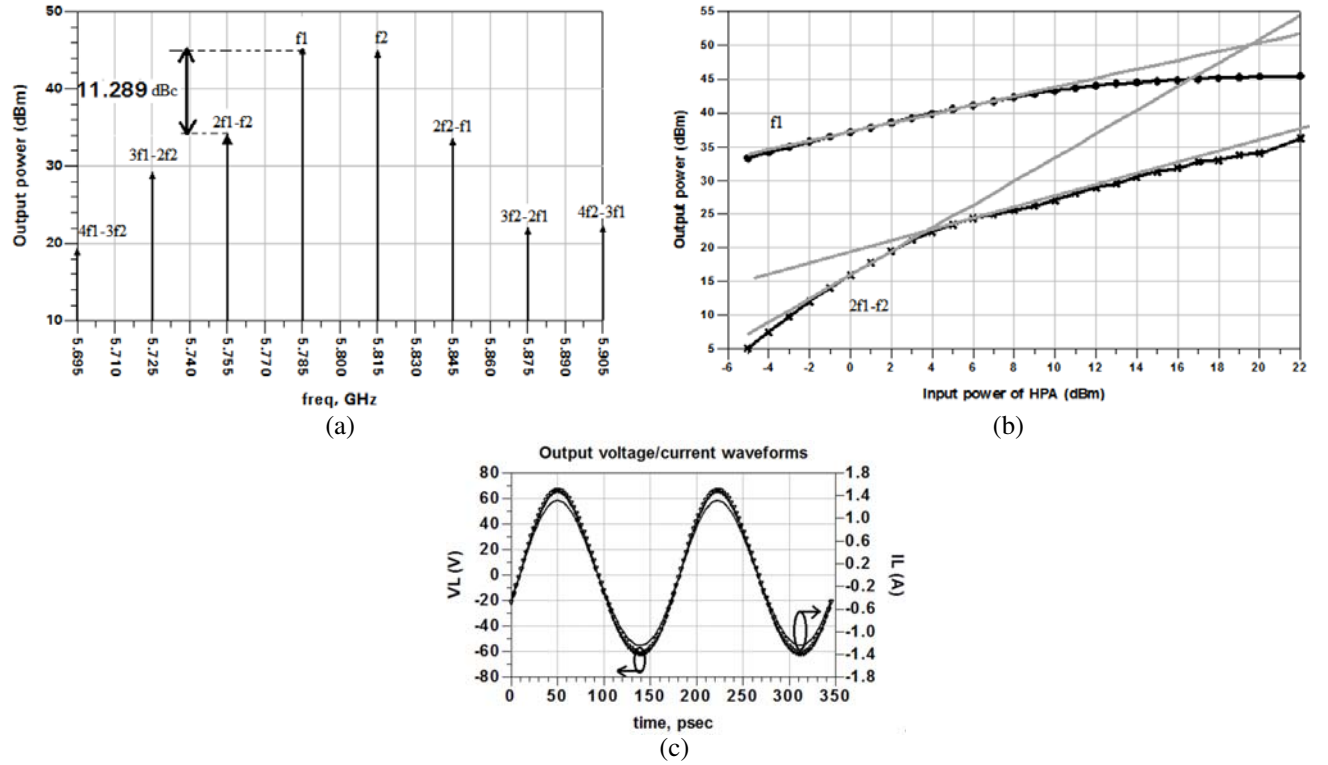 50
40
30
20
10
Output power (dBm)
11.289 dBc
f1
f2
2f1-f2
3f1-2f2
4f1-3f2
2f2-f1
3f2-2f1
4f2-3f1
5.695
5.710
5.725
5.740
5.755
5.770
5.785
5.800
5.815
5.830
5.845
5.860
5.875
5.890
5.905
freq, GHz
(a)
55
50
45
40
35
30
25
20
15
10
5
Output power (dBm)
f1
2f1-f2
-6 -4 -2 0 2 4 6 8 10 12 14 16 18 20 22
Input power of HPA (dBm)
(b)
Output voltage/current waveforms
80
60
40
20
0
-20
-40
-60
-80
VL (V)
1.8
1.4
1.0
0.6
0.2
-0.2
-0.6
-1.0
-1.4
-1.8
IL (A)
0 50 100 150 200 250 300 350
time, psec
(c)